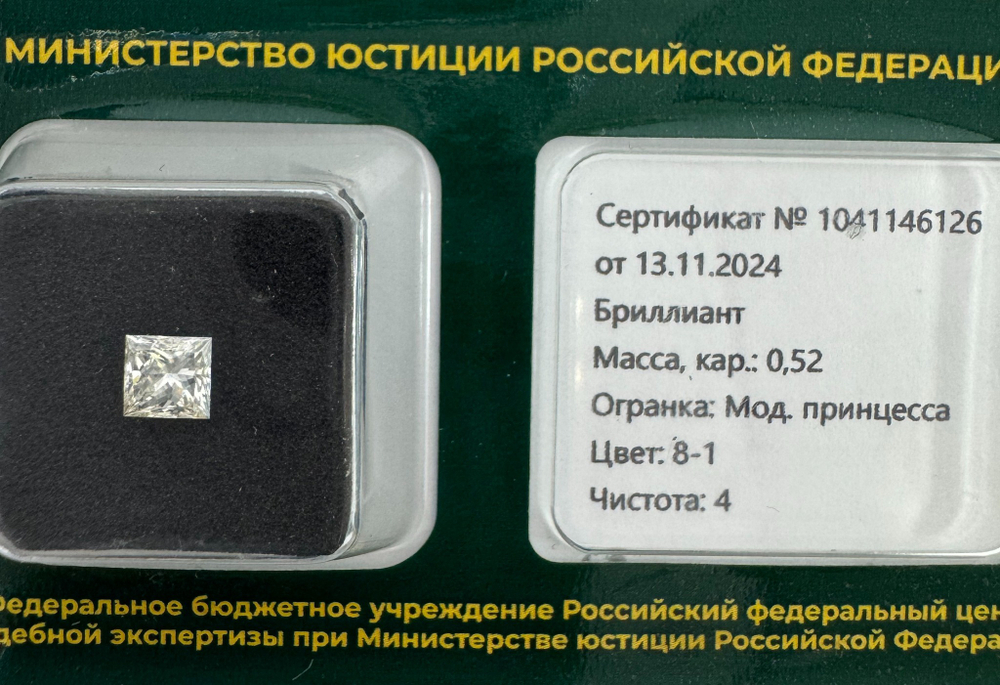 МИНИСТЕРСТВО ЮСТИЦИИ РОССИЙСКОЙ ФЕДЕРАЦИ
Сертификат № 1041146126
от 13.11.2024
Бриллиант
Масса, кар.: 0,52
Огранка: Мод. принцесса
Цвет: 8-1
Чистота: 4
Федеральное бюджетное учреждение Российский федеральный цен
дебной экспертизы при Министерстве юстиции Российской Федера